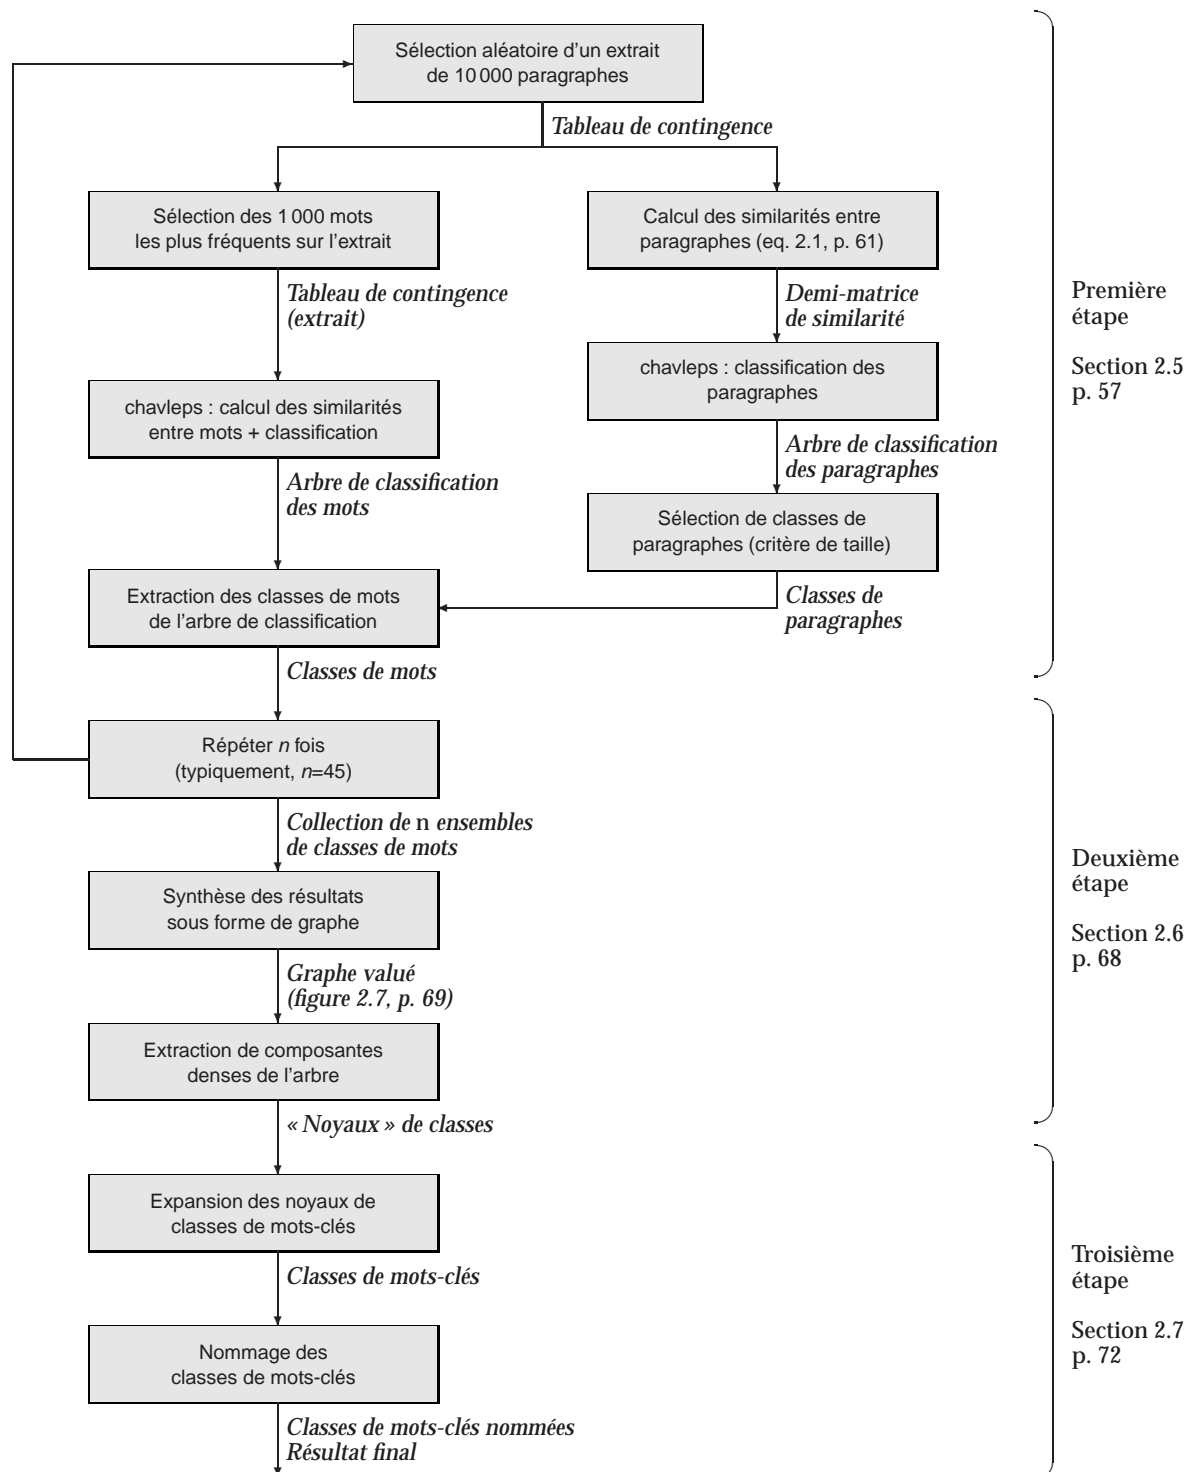 Sélection aléatoire d'un extrait
de 10 000 paragraphes
Tableau de contingence
Sélection des 1 000 mots
les plus fréquents sur l'extrait
Calcul des similarités entre
paragraphes (eq. 2.1, p. 61)
Tableau de contingence
(extrait)
Demi-matrice
de similarité
chavleps : classification des
paragraphes
chavleps : calcul des similarités
entre mots + classification
Arbre de classification
des paragraphes
Arbre de classification
des mots
Sélection de classes de
paragraphes (critère de taille)
Extraction des classes de mots
de l'arbre de classification
Classes de
paragraphes
Classes de mots
Première
étape
Section 2.5
p. 57
Répéter n fois
(typiquement, n=45)
Collection de n ensembles
de classes de mots
Synthèse des résultats
sous forme de graphe
Graphe valué
(figure 2.7, p. 69)
Extraction de composantes
denses de l'arbre
« Noyaux » de classes
Deuxième
étape
Section 2.6
p. 68
Expansion des noyaux de
classes de mots-clés
Classes de mots-clés
Nommage des
classes de mots-clés
Classes de mots-clés nommées
Résultat final
Troisième
étape
Section 2.7
p. 72